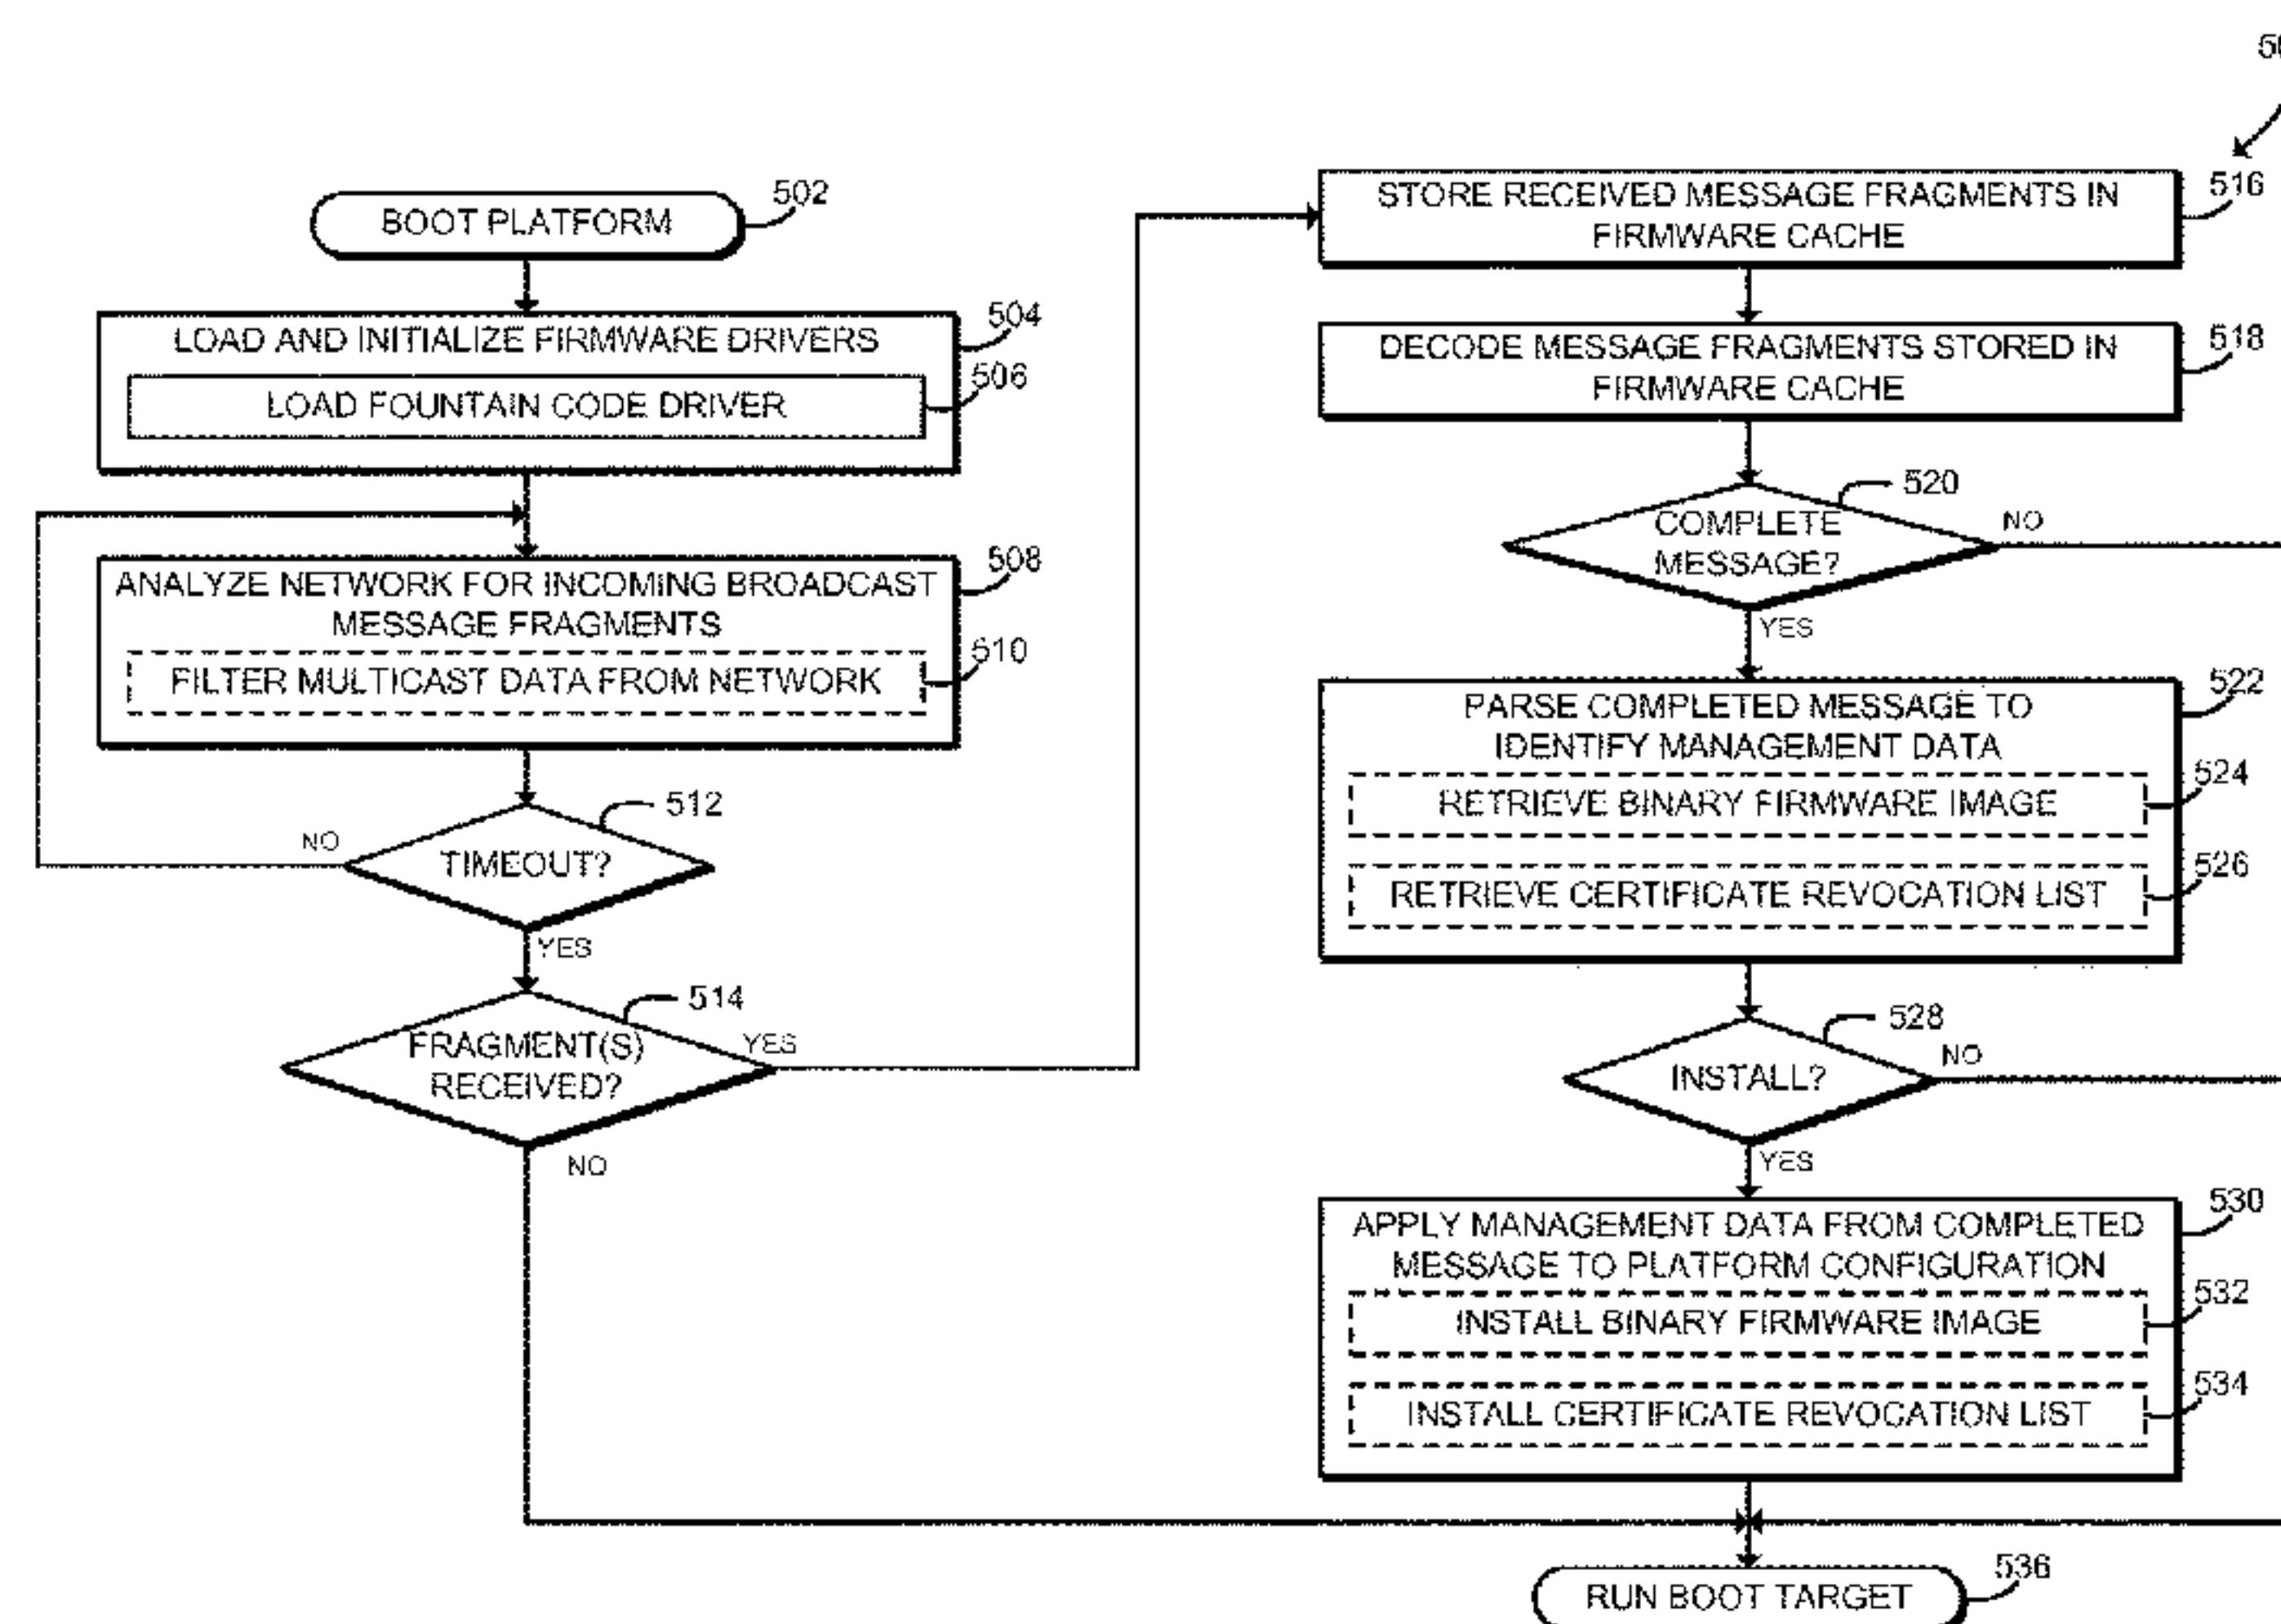 BOOT PLATFORM
502
LOAD AND INITIALIZE FIRMWARE DRIVERS
504
LOAD FOUNTAIN CODE DRIVER
506
ANALYZE NETWORK FOR INCOMING BROADCAST
MESSAGE FRAGMENTS
508
FILTER MULTICAST DATA FROM NETWORK
510
TIMEOUT?
512
NO
YES
FRAGMENT(S)
RECEIVED?
514
YES
NO
STORE RECEIVED MESSAGE FRAGMENTS IN
FIRMWARE CACHE
516
DECODE MESSAGE FRAGMENTS STORED IN
FIRMWARE CACHE
518
COMPLETE
MESSAGE?
520
NO
YES
PARSE COMPLETED MESSAGE TO
IDENTIFY MANAGEMENT DATA
522
RETRIEVE BINARY FIRMWARE IMAGE
524
RETRIEVE CERTIFICATE REVOCATION LIST
526
INSTALL?
528
NO
YES
APPLY MANAGEMENT DATA FROM COMPLETED
MESSAGE TO PLATFORM CONFIGURATION
530
INSTALL BINARY FIRMWARE IMAGE
532
INSTALL CERTIFICATE REVOCATION LIST
534
RUN BOOT TARGET
536